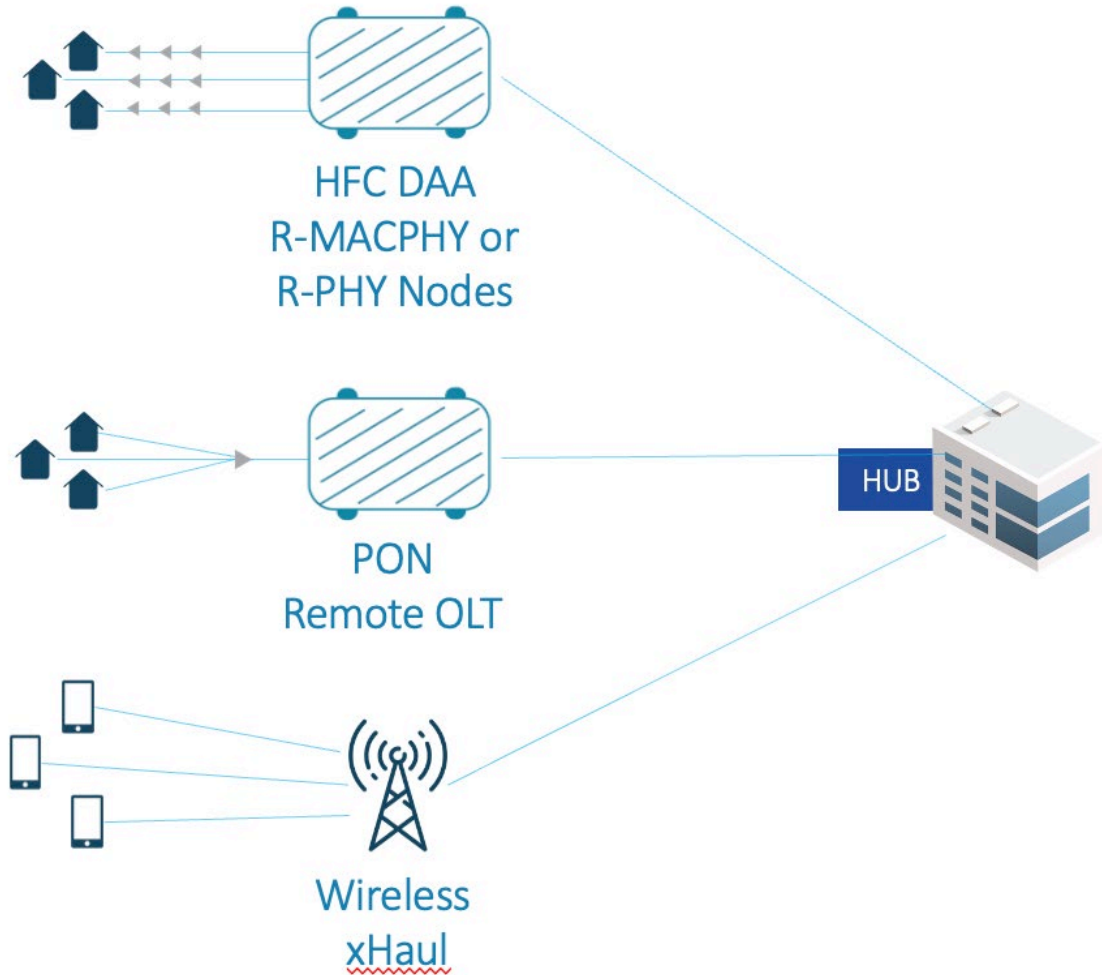 HFC DAA
R-MACPHY or
R-PHY Nodes
HUB
PON
Remote OLT
Wireless
xHaul